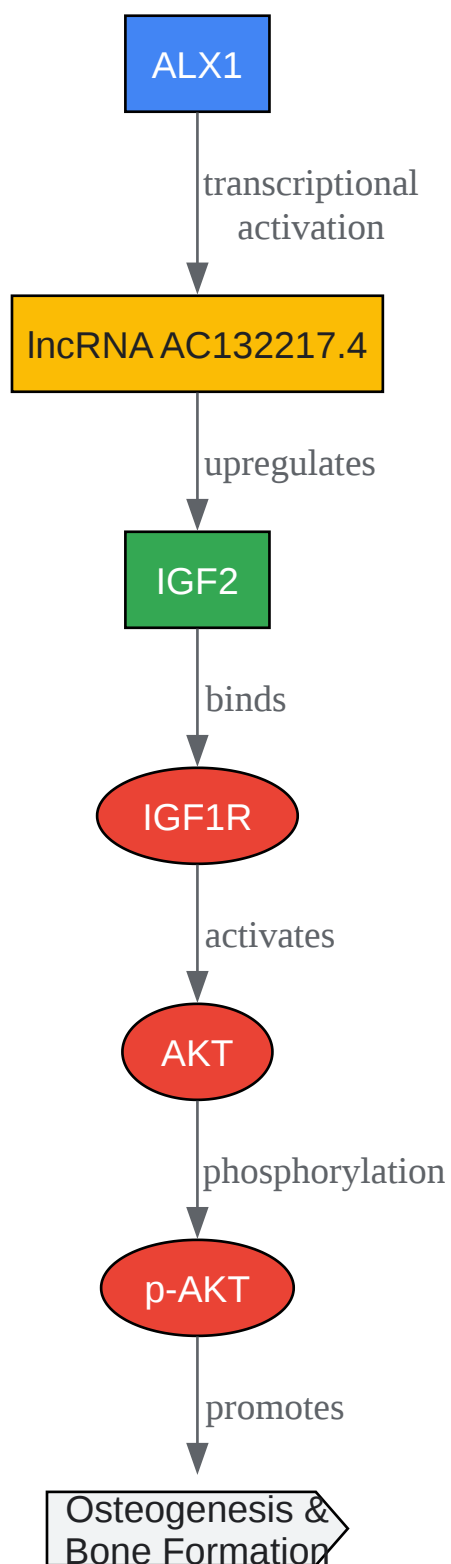 ALX1
transcriptional
activation
lncRNA AC132217.4
upregulates
IGF2
binds
IGF1R
activates
AKT
phosphorylation
p-AKT
promotes
Osteogenesis &
Bone Formation